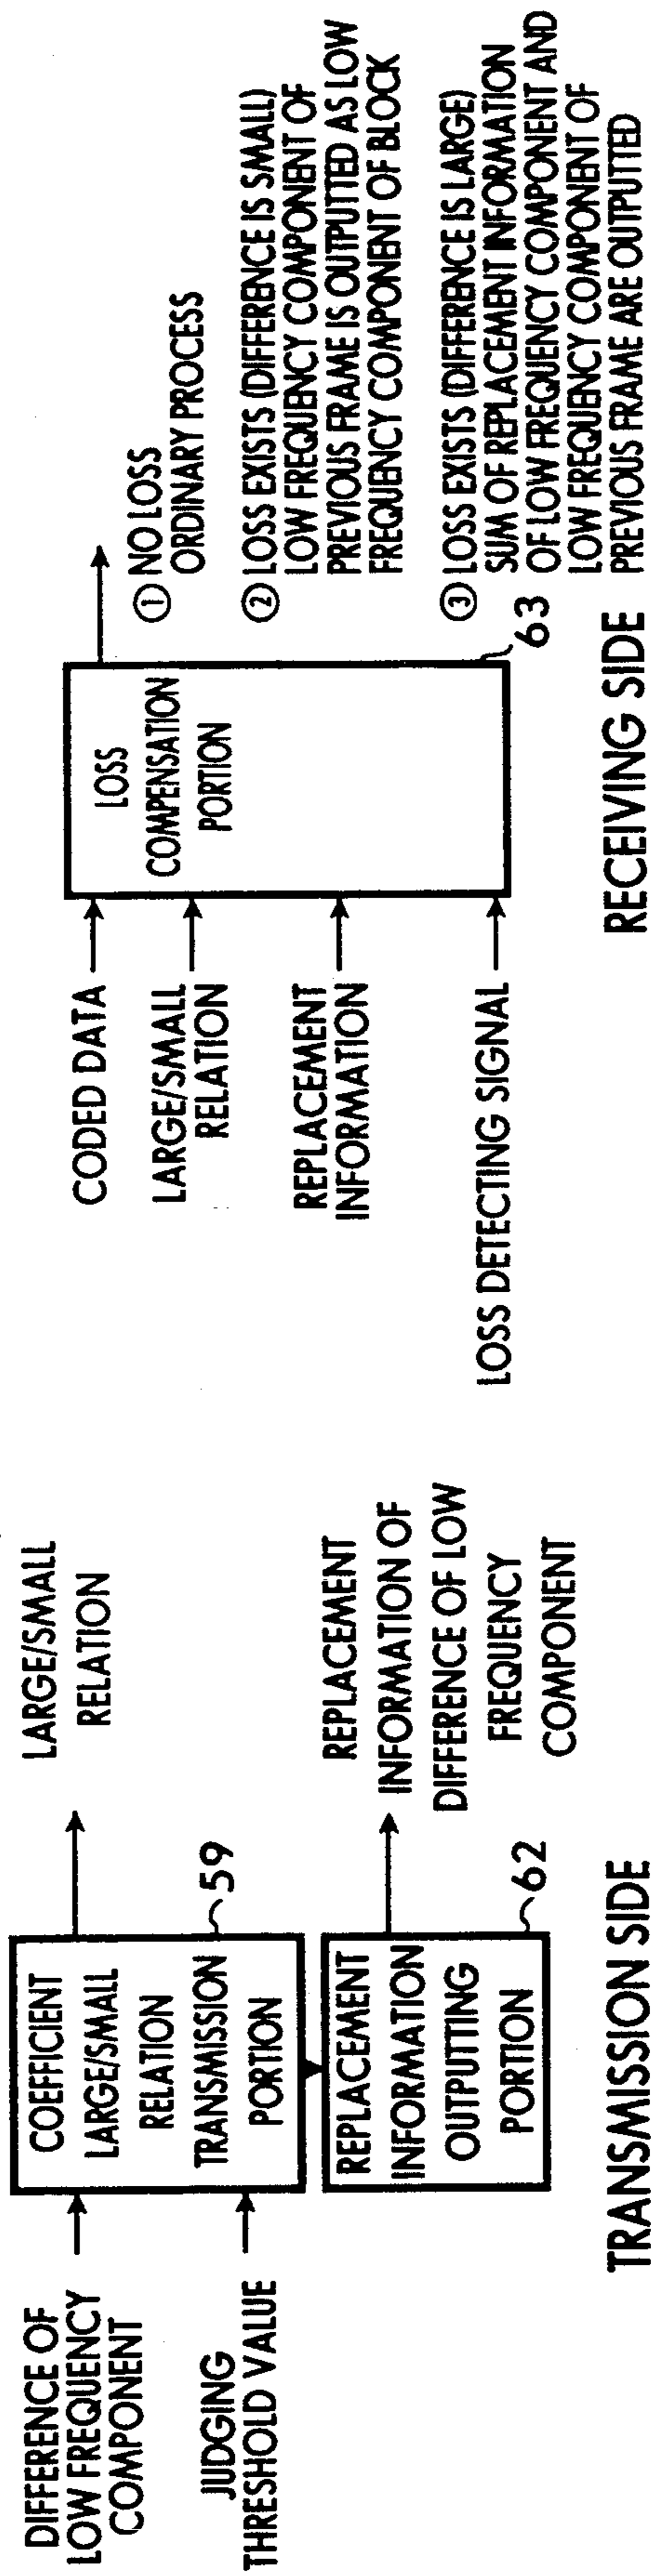 DIFFERENCE OF
LOW FREQUENCY
COMPONENT
JUDGING
THRESHOLD VALUE
COEFFICIENT
LARGE/SMALL
RELATION
TRANSMISSION
PORTION
59
REPLACEMENT
INFORMATION
OUTPUTTING
PORTION
62
LARGE/SMALL
RELATION
REPLACEMENT
INFORMATION OF
DIFFERENCE OF LOW
FREQUENCY
COMPONENT
TRANSMISSION SIDE
CODED DATA
LARGE/SMALL
RELATION
REPLACEMENT
INFORMATION
LOSS DETECTING SIGNAL
LOSS
COMPENSATION
PORTION
63
① NO LOSS
ORDINARY PROCESS
② LOSS EXISTS (DIFFERENCE IS SMALL)
LOW FREQUENCY COMPONENT OF
PREVIOUS FRAME IS OUTPUTTED AS LOW
FREQUENCY COMPONENT OF BLOCK
③ LOSS EXISTS (DIFFERENCE IS LARGE)
SUM OF REPLACEMENT INFORMATION
OF LOW FREQUENCY COMPONENT AND
LOW FREQUENCY COMPONENT OF
PREVIOUS FRAME ARE OUTPUTTED
RECEIVING SIDE